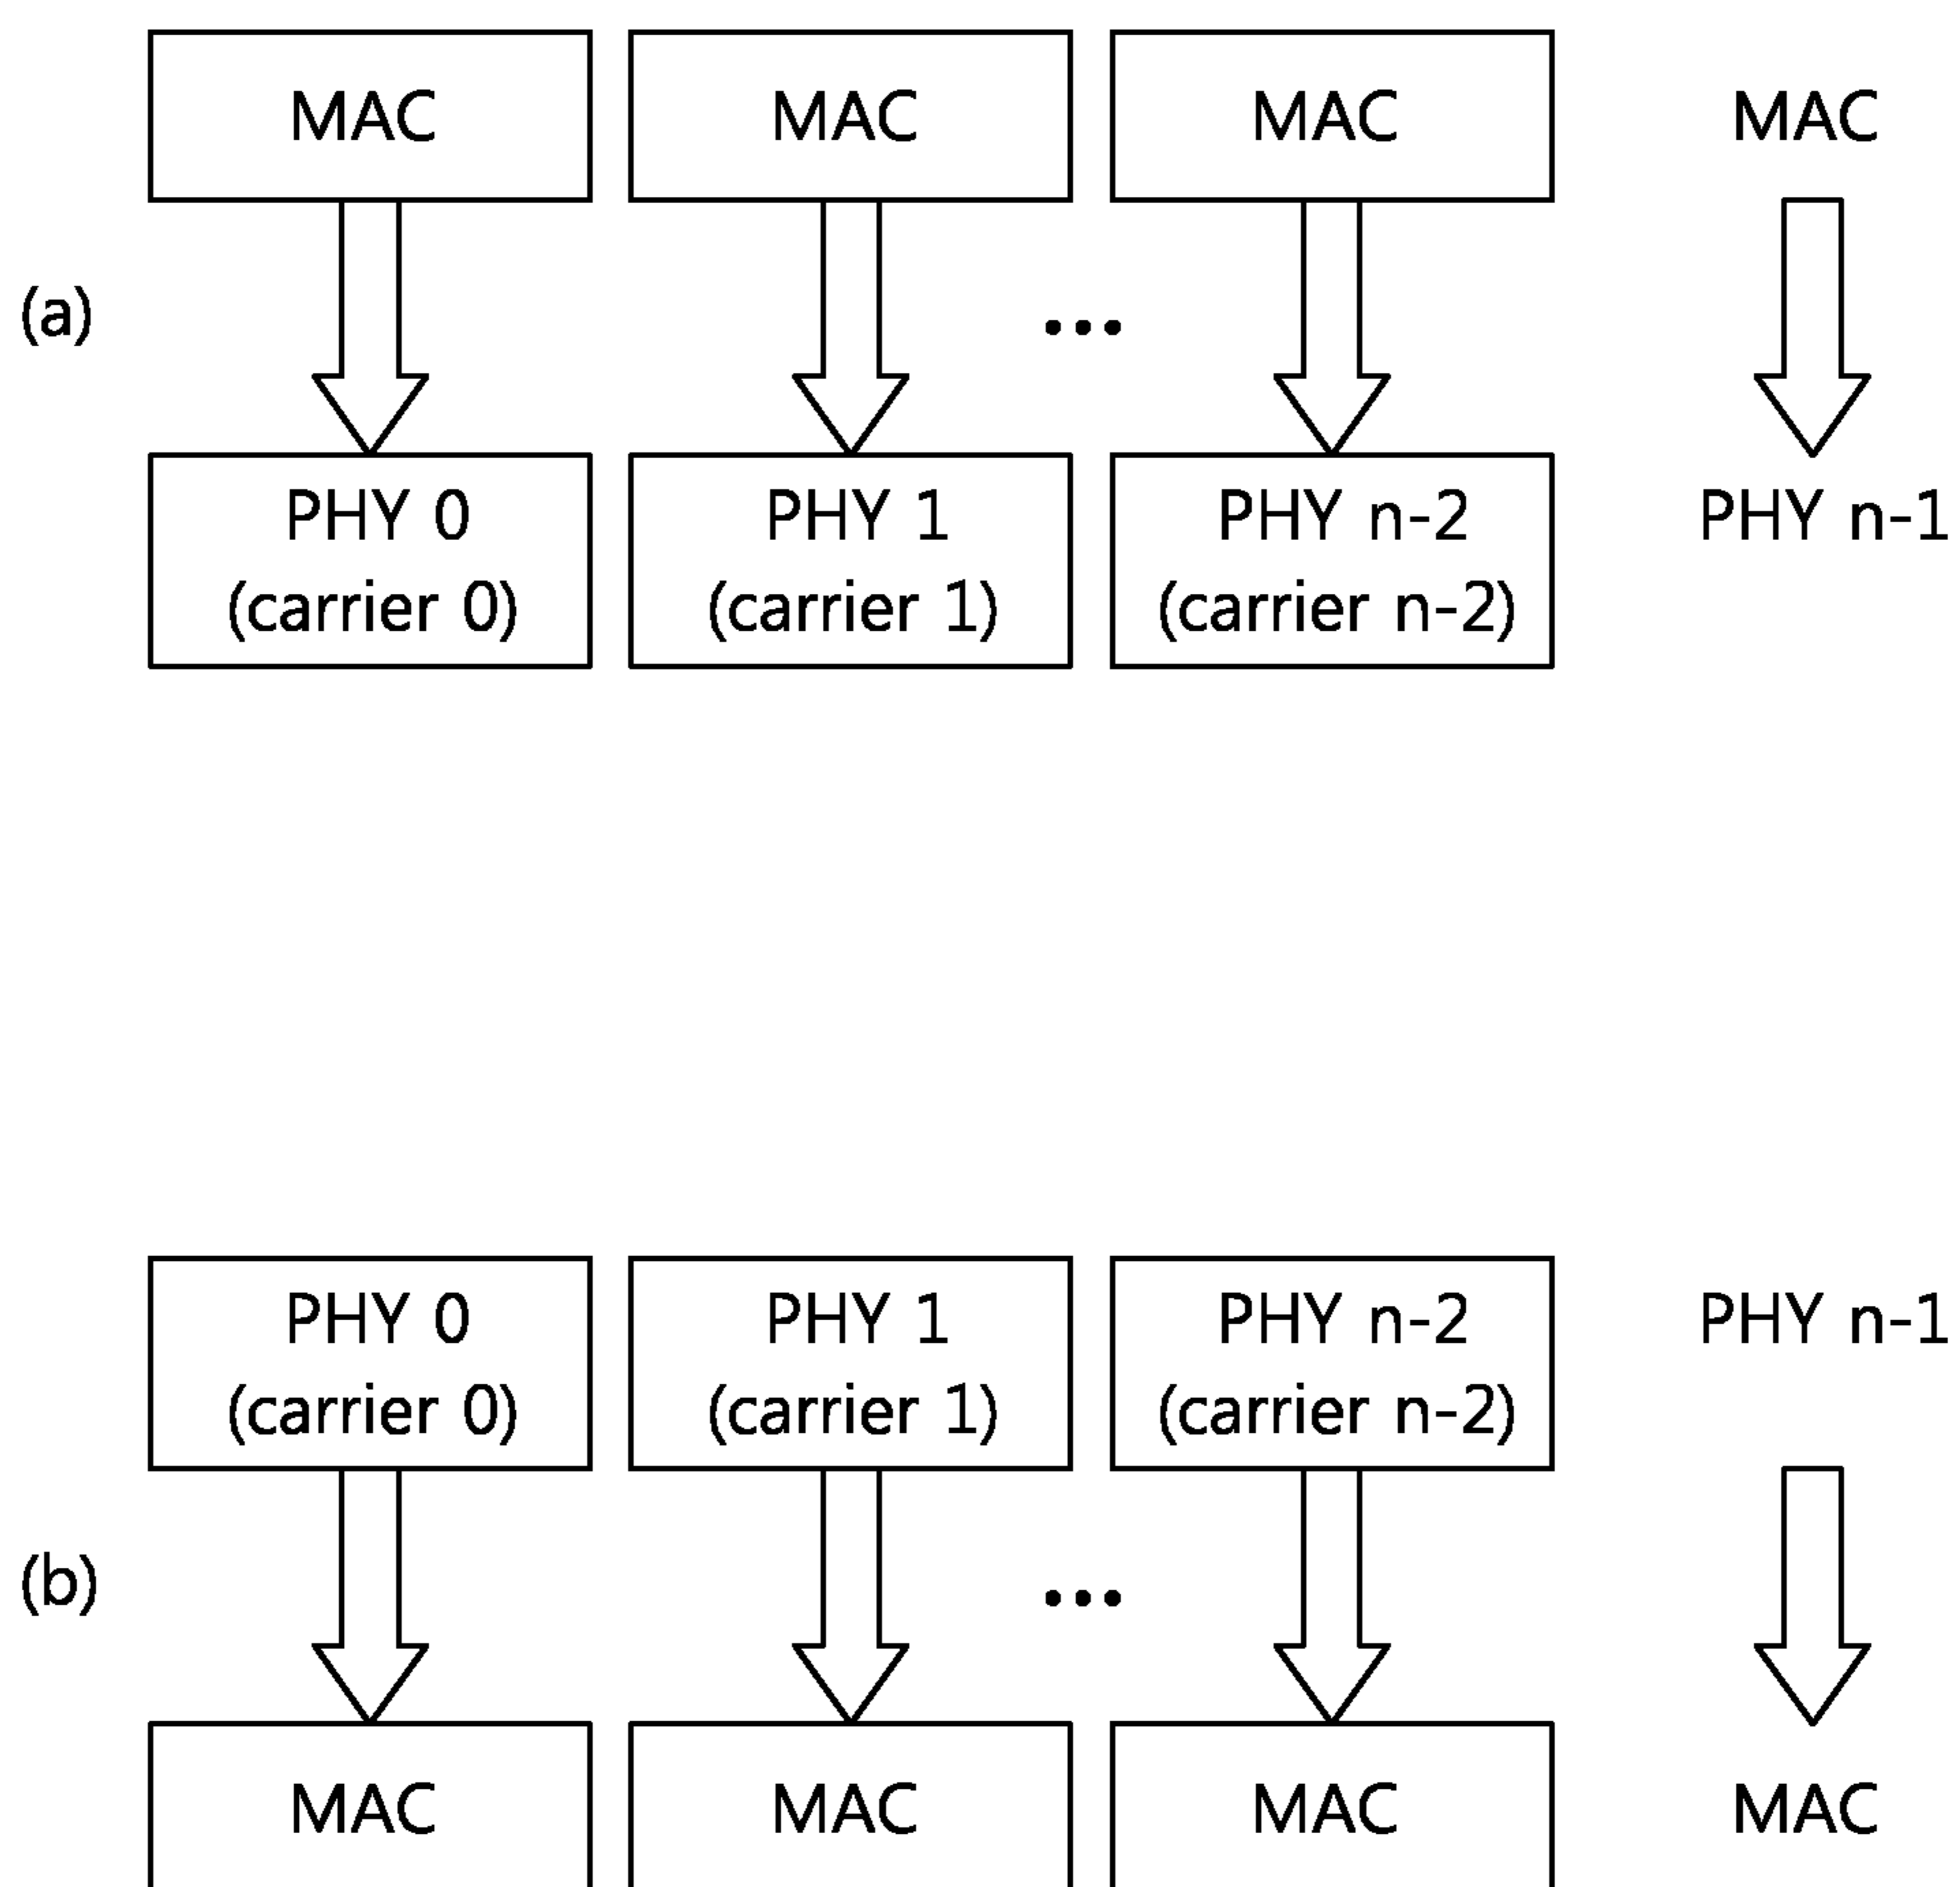 MAC MAC MAC MAC
(a)
...
PHY 0 PHY 1 PHY n-2 PHY n-1
(carrier 0) (carrier 1) (carrier n-2)
PHY 0 PHY 1 PHY n-2 PHY n-1
(carrier 0) (carrier 1) (carrier n-2)
(b)
...
MAC MAC MAC MAC